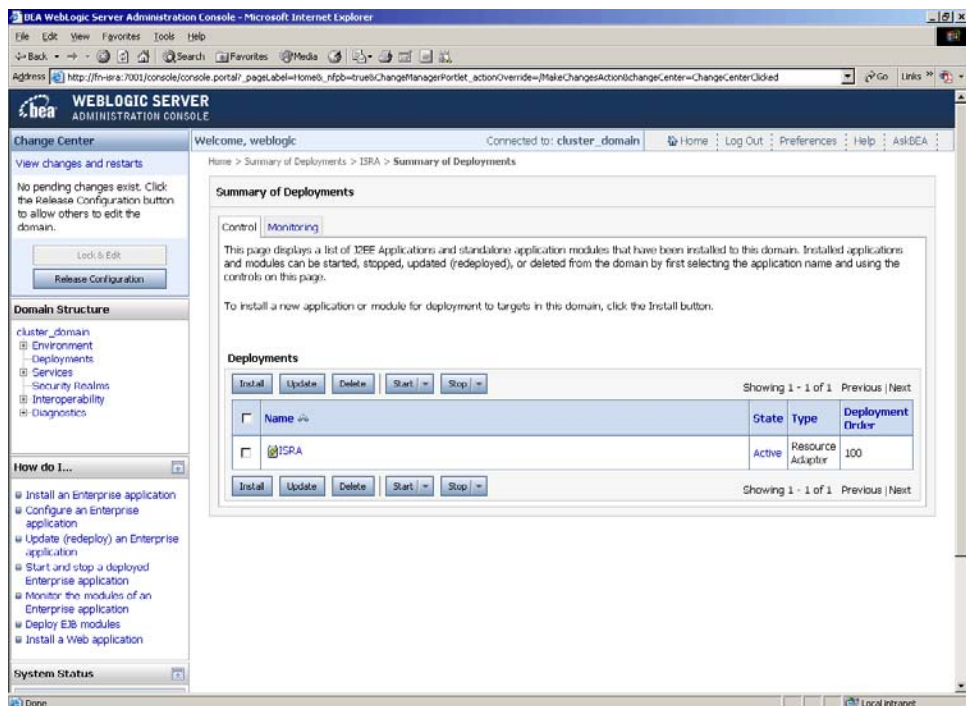 BEA WebLogic Server Administration Console - Microsoft Internet Explorer
File Edit View Favorites Tools Help
Back Search Favorites Media
Address http://fn-isra:7001/console/console.portal?_pageLabel=Home&_nfpb=true&ChangeManagerPortlet_actionOverride=/MakeChangesAction&changeCenter=ChangeCenterClicked Go Links »
bea WEBLOGIC SERVER
ADMINISTRATION CONSOLE
Change Center
View changes and restarts
No pending changes exist. Click
the Release Configuration button
to allow others to edit the
domain.
Lock & Edit
Release Configuration
Domain Structure
cluster_domain
Environment
Deployments
Services
Security Realms
Interoperability
Diagnostics
How do I...
Install an Enterprise application
Configure an Enterprise
application
Update (redeploy) an Enterprise
application
Start and stop a deployed
Enterprise application
Monitor the modules of an
Enterprise application
Deploy EJB modules
Install a Web application
System Status
Welcome, weblogic Connected to: cluster_domain Home Log Out Preferences Help AskBEA
Home > Summary of Deployments > ISRA > Summary of Deployments
Summary of Deployments
Control Monitoring
This page displays a list of J2EE Applications and standalone application modules that have been installed to this domain. Installed applications
and modules can be started, stopped, updated (redeployed), or deleted from the domain by first selecting the application name and using the
controls on this page.
To install a new application or module for deployment to targets in this domain, click the Install button.
Deployments
Install Update Delete Start Stop Showing 1 - 1 of 1 Previous | Next
Name State Type Deployment Order
ISRA Active Resource Adapter 100
Install Update Delete Start Stop Showing 1 - 1 of 1 Previous | Next
Done Local intranet